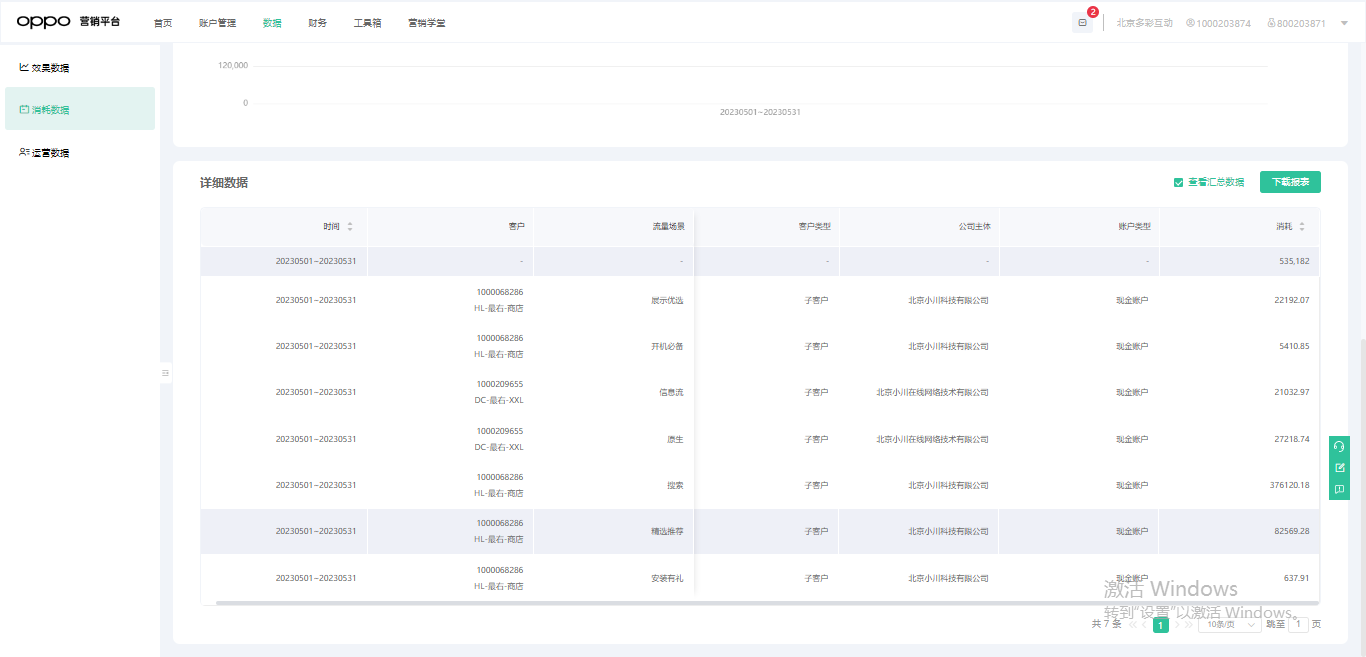 oppo 营销平台 首页 账户管理 数据 财务 工具箱 营销学堂 2 北京多彩互动 1000203874 800203871
效果数据
消耗数据
运营数据
120,000
0
20230501~20230531
详细数据 查看汇总数据 下载报表
时间 客户 流量场景 客户类型 公司主体 账户类型 消耗
20230501~20230531 - - - - - 535,182
20230501~20230531 1000068286 展示优选 子客户 北京小川科技有限公司 现金账户 22192.07
HL-最右-商店
20230501~20230531 1000068286 开机必备 子客户 北京小川科技有限公司 现金账户 5410.85
HL-最右-商店
20230501~20230531 1000209655 信息流 子客户 北京小川在线网络技术有限公司 现金账户 21032.97
DC-最右-XXL
20230501~20230531 1000209655 原生 子客户 北京小川在线网络技术有限公司 现金账户 27218.74
DC-最右-XXL
20230501~20230531 1000068286 搜索 子客户 北京小川科技有限公司 现金账户 376120.18
HL-最右-商店
20230501~20230531 1000068286 精选推荐 子客户 北京小川科技有限公司 现金账户 82569.28
HL-最右-商店
20230501~20230531 1000068286 安装有礼 子客户 北京小川科技有限公司 现金账户 637.91
HL-最右-商店
激活 Windows
转到"设置"以激活 Windows。
共 7 条 1 10条/页 跳至 1 页